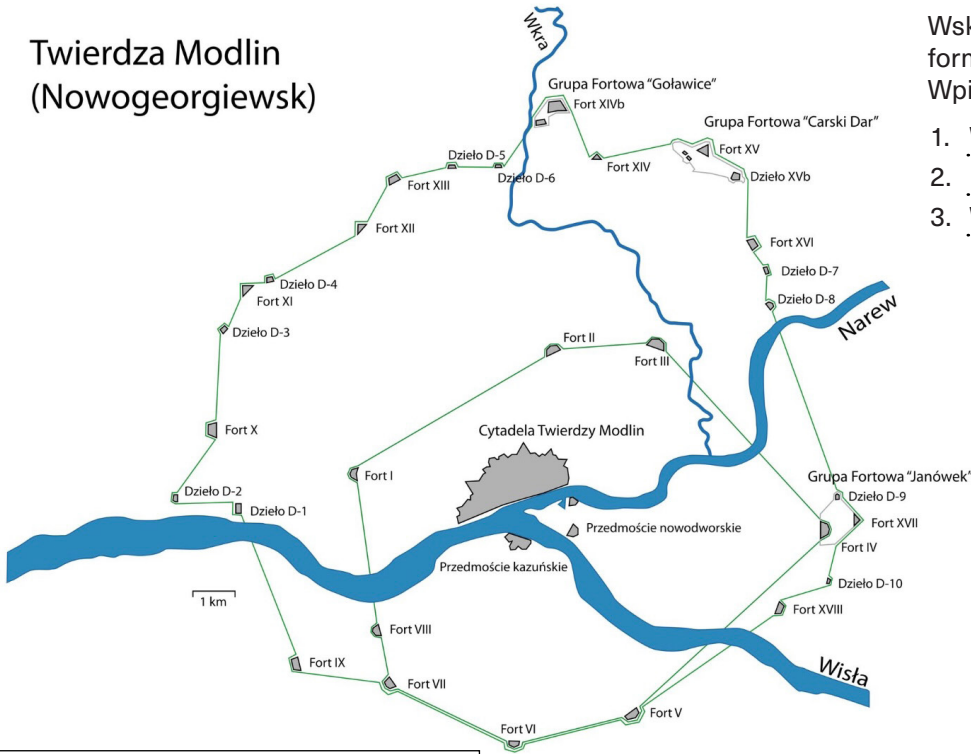 Twierdza Modlin
(Nowogeorgiewsk)
Wkra
Grupa Fortowa "Goławice"
Fort XIVb
Grupa Fortowa "Carski Dar"
Fort XV
Dzieło D-5
Dzieło D-6
Fort XIV
Dzieło XVb
Fort XIII
Fort XII
Fort XVI
Dzieło D-7
Dzieło D-4
Fort XI
Dzieło D-8
Narew
Dzieło D-3
Fort II
Fort III
Fort X
Cytadela Twierdzy Modlin
Fort I
Grupa Fortowa "Janówek"
Dzieło D-2
Dzieło D-9
Dzieło D-1
Fort XVII
Przedmoście nowodworskie
Fort IV
Przedmoście kazuńskie
Dzieło D-10
1 km
Fort XVIII
Fort VIII
Fort IX
Wisła
Fort VII
Fort V
Fort VI
1.
2.
3.